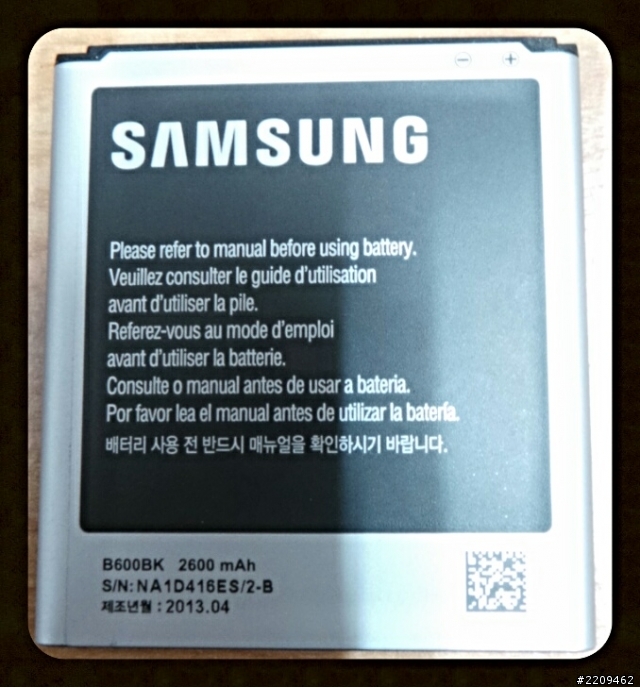 − +
SAMSUNG
Please refer to manual before using battery.
Veuillez consulter le guide d'utilisation
avant d'utiliser la pile.
Referez-vous au mode d'emploi
avant d'utiliser la batterie.
Consulte o manual antes de usar a bateria.
Por favor lea el manual antes de utilizar la batería.
배터리 사용 전 반드시 매뉴얼을 확인하시기 바랍니다.
B600BK 2600 mAh
S/N: NA1D416ES/2-B
제조년월 : 2013.04
#2209462